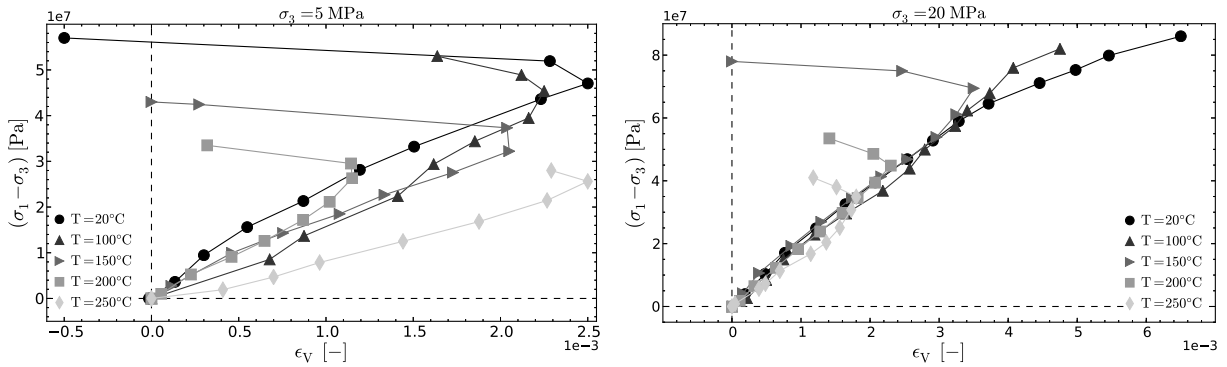 σ₃ = 5 MPa
1e7
(σ₁ − σ₃) [Pa]
5
4
3
2
1
0
T = 20°C
T = 100°C
T = 150°C
T = 200°C
T = 250°C
−0.5 0.0 0.5 1.0 1.5 2.0 2.5
1e−3
ϵ_V [−]
σ₃ = 20 MPa
1e7
(σ₁ − σ₃) [Pa]
8
6
4
2
0
T = 20°C
T = 100°C
T = 150°C
T = 200°C
T = 250°C
0 1 2 3 4 5 6
1e−3
ϵ_V [−]